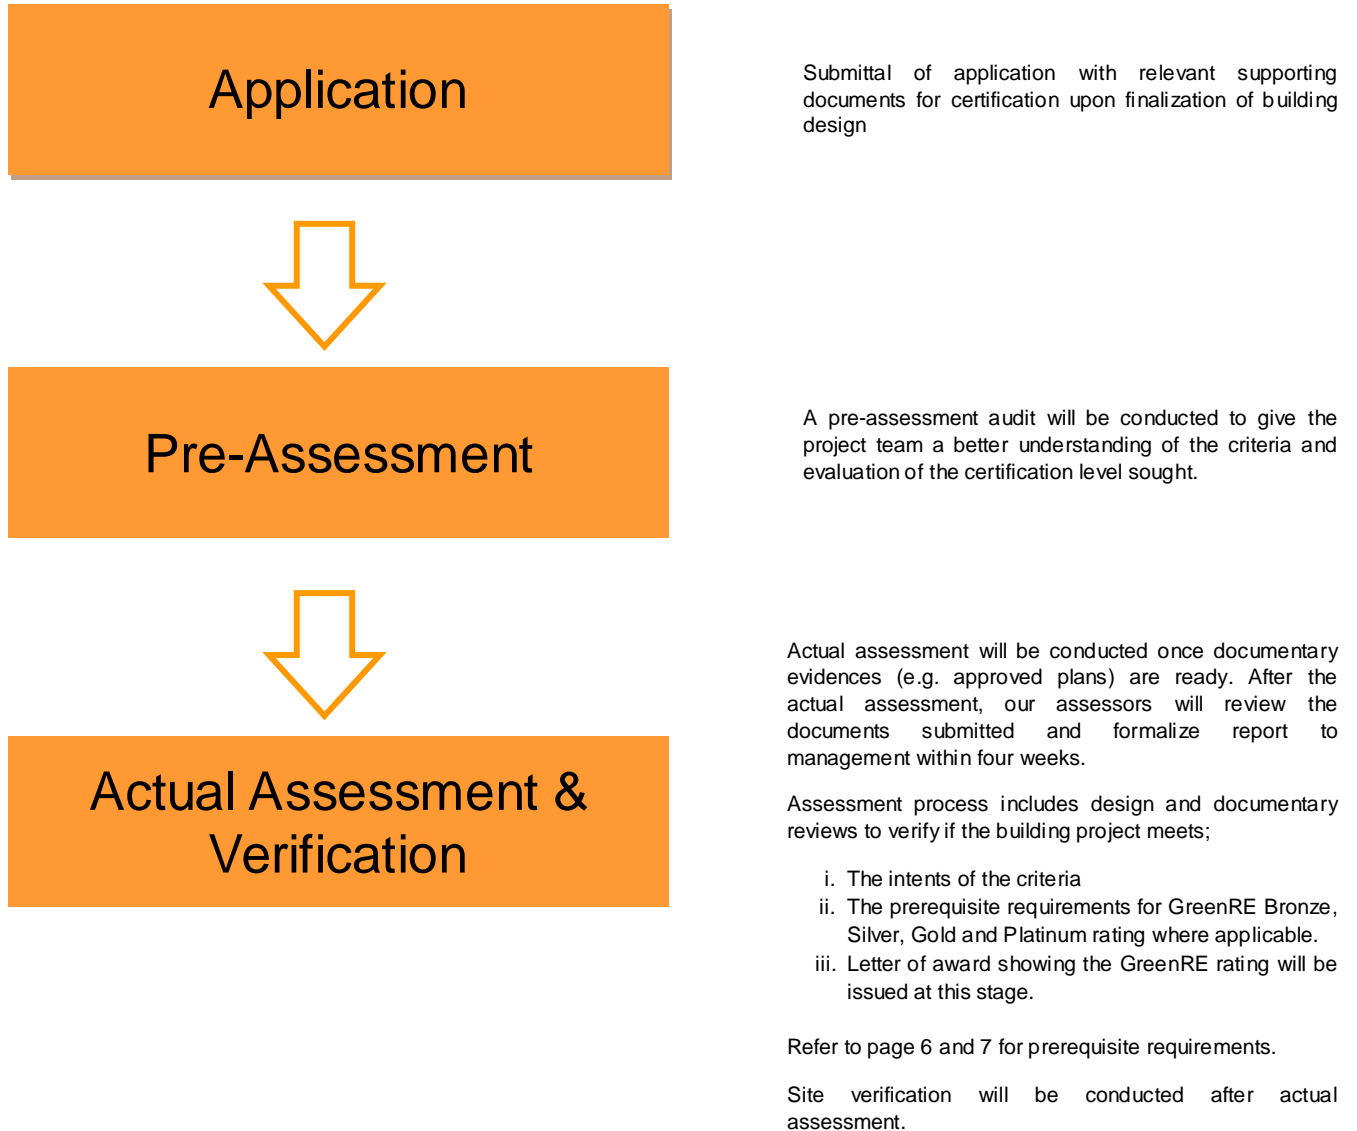 Application
Submittal of application with relevant supporting
documents for certification upon finalization of building
design
Pre-Assessment
A pre-assessment audit will be conducted to give the
project team a better understanding of the criteria and
evaluation of the certification level sought.
Actual Assessment &
Verification
Actual assessment will be conducted once documentary
evidences (e.g. approved plans) are ready. After the
actual assessment, our assessors will review the
documents submitted and formalize report to
management within four weeks.
Assessment process includes design and documentary
reviews to verify if the building project meets;
i. The intents of the criteria
ii. The prerequisite requirements for GreenRE Bronze,
Silver, Gold and Platinum rating where applicable.
iii. Letter of award showing the GreenRE rating will be
issued at this stage.
Refer to page 6 and 7 for prerequisite requirements.
Site verification will be conducted after actual
assessment.